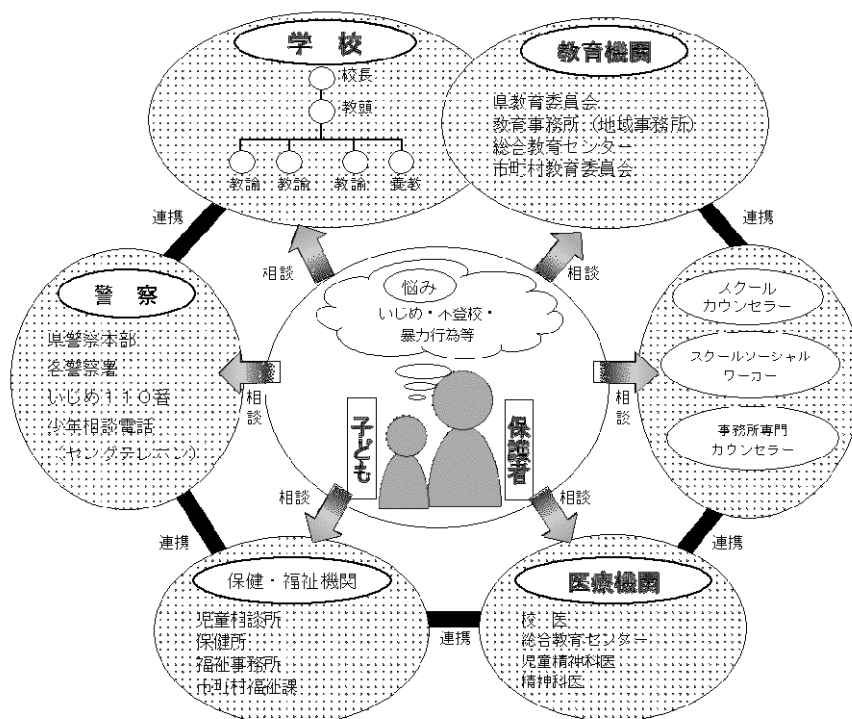 学　校
校長
教頭
教諭
教諭
教諭
養教
教育機関
県教育委員会
教育事務所（地域事務所）
総合教育センター
市町村教育委員会
連携
連携
相談
相談
悩み
いじめ・不登校・
暴力行為等
警　察
県警察本部
各警察署
いじめ１１０番
少年相談電話
（ヤングテレホン）
スクール
カウンセラー
スクールソーシャル
ワーカー
事務所専門
カウンセラー
相談
相談
子ども
保護者
相談
相談
連携
連携
保健・福祉機関
児童相談所
保健所
福祉事務所
市町村福祉課
連携
医療機関
校　医
総合教育センター
児童精神科医
精神科医